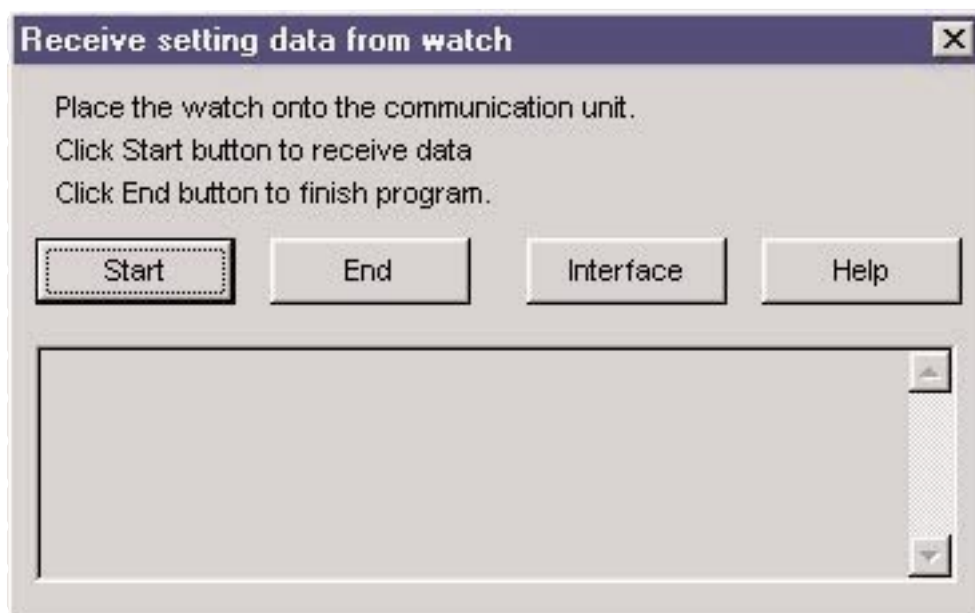 Receive setting data from watch
Place the watch onto the communication unit.
Click Start button to receive data
Click End button to finish program.
Start End Interface Help